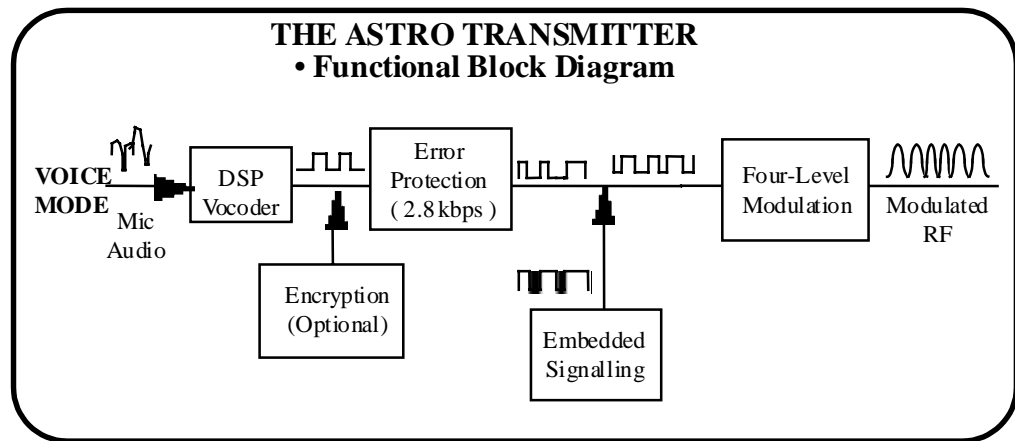 THE ASTRO TRANSMITTER
• Functional Block Diagram
VOICE
MODE
Mic
Audio
DSP
Vocoder
Encryption
(Optional)
Error
Protection
( 2.8 kbps )
Embedded
Signalling
Four-Level
Modulation
Modulated
RF